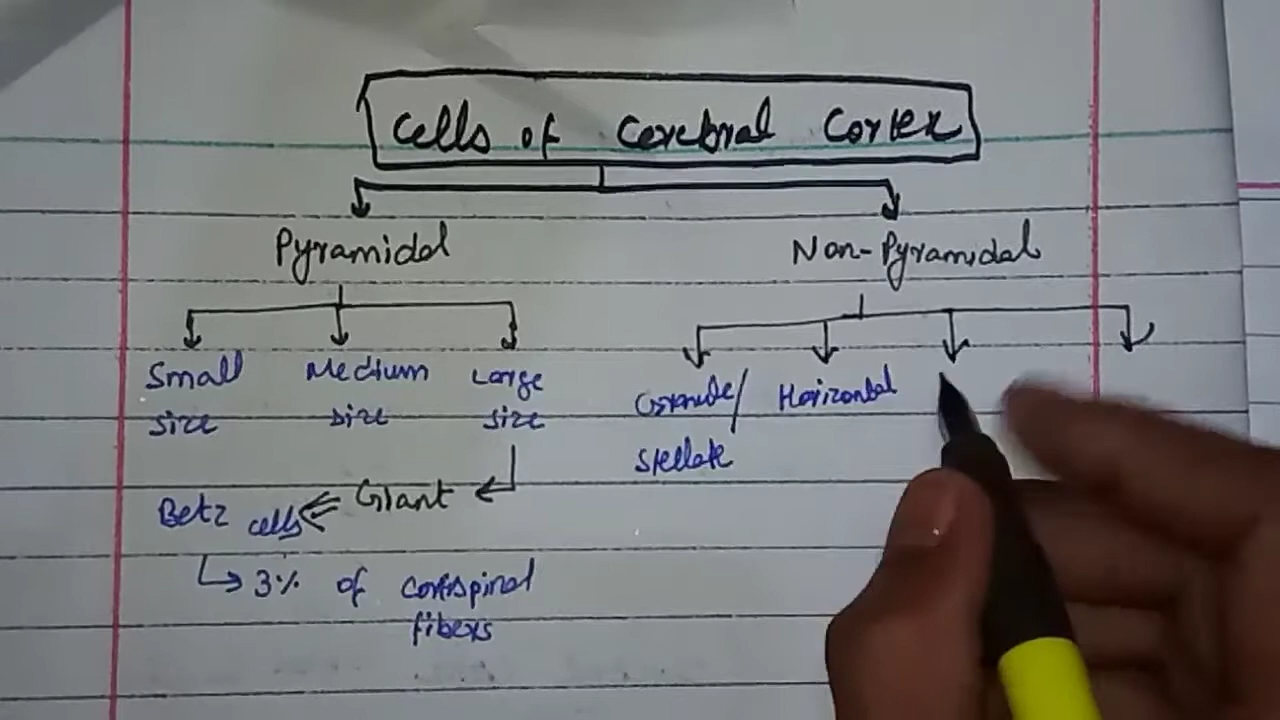 Cells of Cerebral Cortex
Pyramidal
Non-Pyramidal
Small size
Medium size
Large size
Granule/
Stellate
Horizontal
Giant
Betz cells
3% of corticospinal
fibers